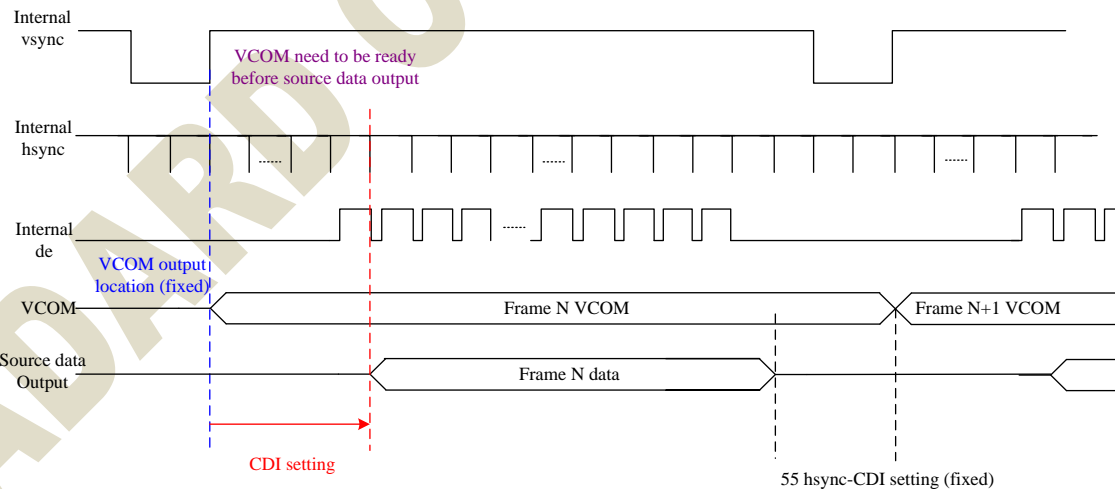 Internal
vsync
VCOM need to be ready
before source data output
Internal
hsync
......
......
......
Internal
de
......
VCOM output
location (fixed)
VCOM
Frame N VCOM
Frame N+1 VCOM
Source data
Output
Frame N data
CDI setting
55 hsync-CDI setting (fixed)